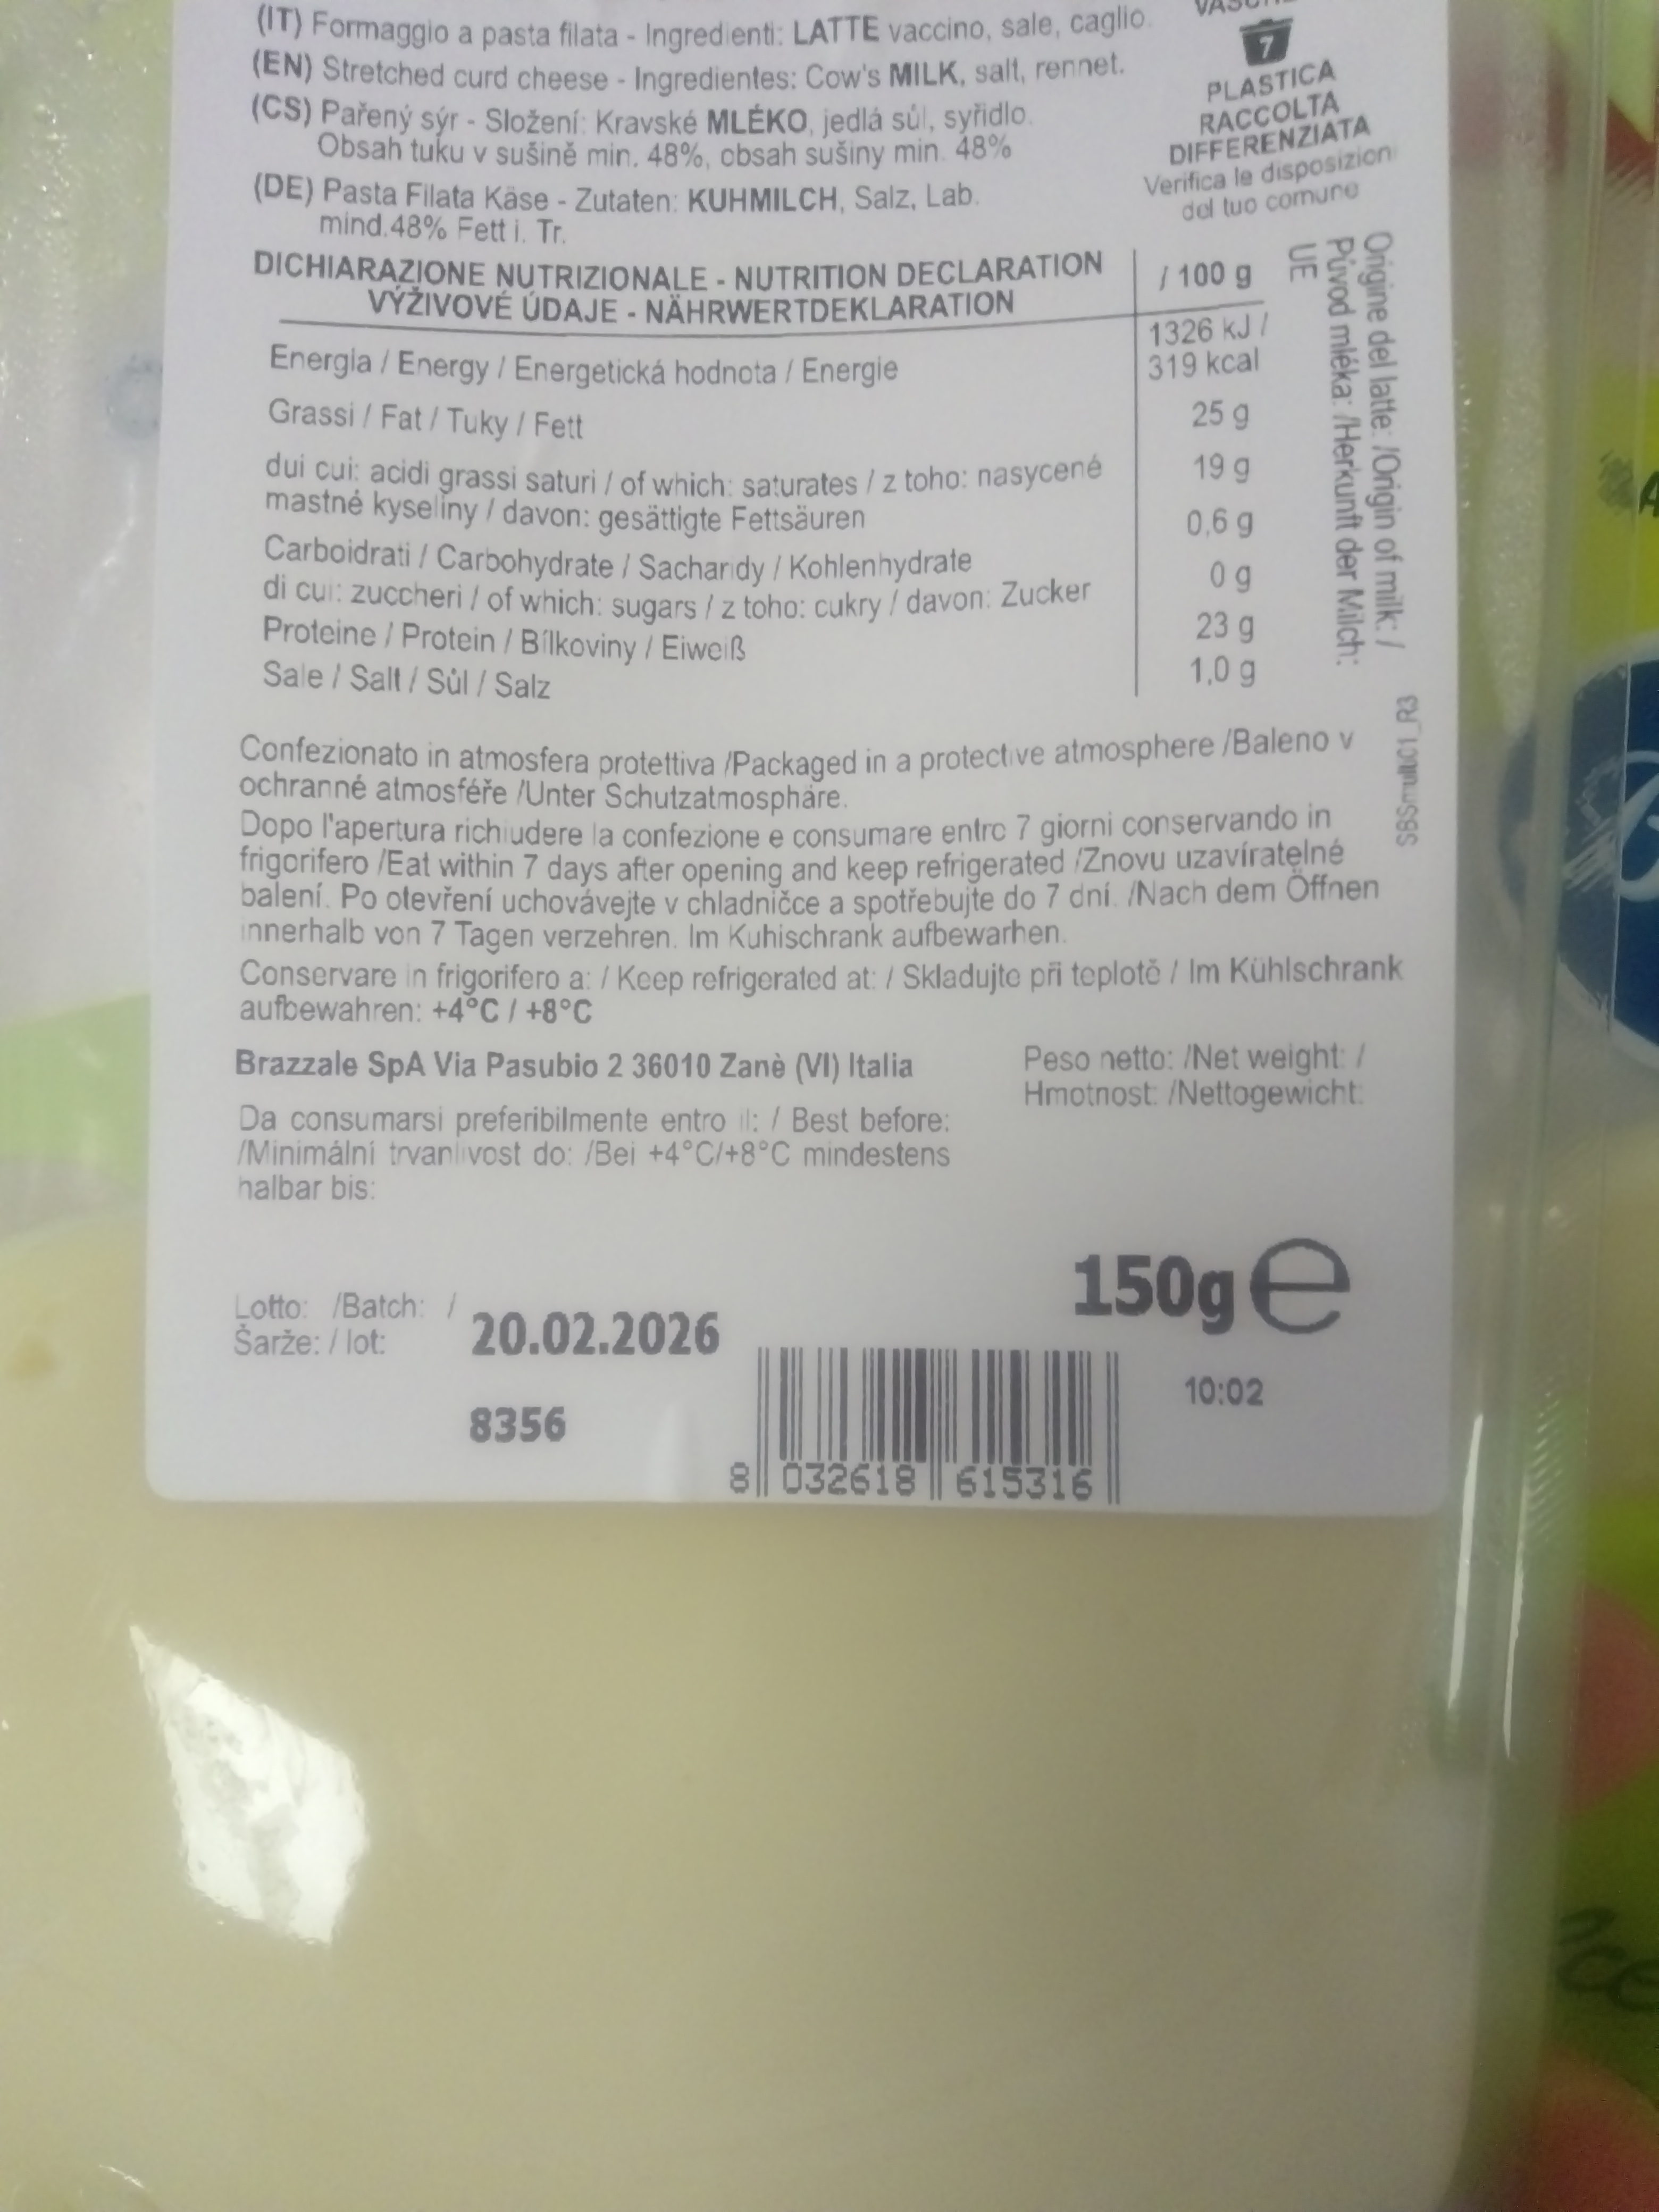 (IT) Formaggio a pasta filata - Ingredienti: LATTE vaccino, sale, caglio.
(EN) Stretched curd cheese - Ingredientes: Cow's MILK, salt, rennet.
(CS) Pařený sýr - Složení: Kravské MLÉKO, jedlá sůl, syřidlo.
Obsah tuku v sušině min. 48%, obsah sušiny min. 48%
(DE) Pasta Filata Käse - Zutaten: KUHMILCH, Salz, Lab.
mind.48% Fett i. Tr.
7
PLASTICA
RACCOLTA
DIFFERENZIATA
Verifica le disposizioni
del tuo comune
DICHIARAZIONE NUTRIZIONALE - NUTRITION DECLARATION
VÝŽIVOVÉ ÚDAJE - NÄHRWERTDEKLARATION
/ 100 g
Energia / Energy / Energetická hodnota / Energie
1326 kJ /
319 kcal
Grassi / Fat / Tuky / Fett
25 g
dui cui: acidi grassi saturi / of which: saturates / z toho: nasycené
mastné kyseliny / davon: gesättigte Fettsäuren
19 g
Carboidrati / Carbohydrate / Sacharidy / Kohlenhydrate
0,6 g
di cui: zuccheri / of which: sugars / z toho: cukry / davon: Zucker
0 g
Proteine / Protein / Bílkoviny / Eiweiß
23 g
Sale / Salt / Sůl / Salz
1,0 g
Origine del latte: /Origin of milk: /
Původ mléka: /Herkunft der Milch:
UE
Confezionato in atmosfera protettiva /Packaged in a protective atmosphere /Baleno v
ochranné atmosféře /Unter Schutzatmosphäre.
Dopo l'apertura richiudere la confezione e consumare entro 7 giorni conservando in
frigorifero /Eat within 7 days after opening and keep refrigerated /Znovu uzavíratelné
balení. Po otevření uchovávejte v chladničce a spotřebujte do 7 dní. /Nach dem Öffnen
innerhalb von 7 Tagen verzehren. Im Kuhischrank aufbewarhen.
Conservare in frigorifero a: / Keep refrigerated at: / Skladujte při teplotě / Im Kühlschrank
aufbewahren: +4°C / +8°C
Brazzale SpA Via Pasubio 2 36010 Zanè (VI) Italia
Peso netto: /Net weight: /
Hmotnost: /Nettogewicht:
Da consumarsi preferibilmente entro il: / Best before:
/Minimální trvanlivost do: /Bei +4°C/+8°C mindestens
halbar bis:
150g e
Lotto: /Batch: /
Šarže: / lot:
20.02.2026
8356
10:02
8 032618 615316